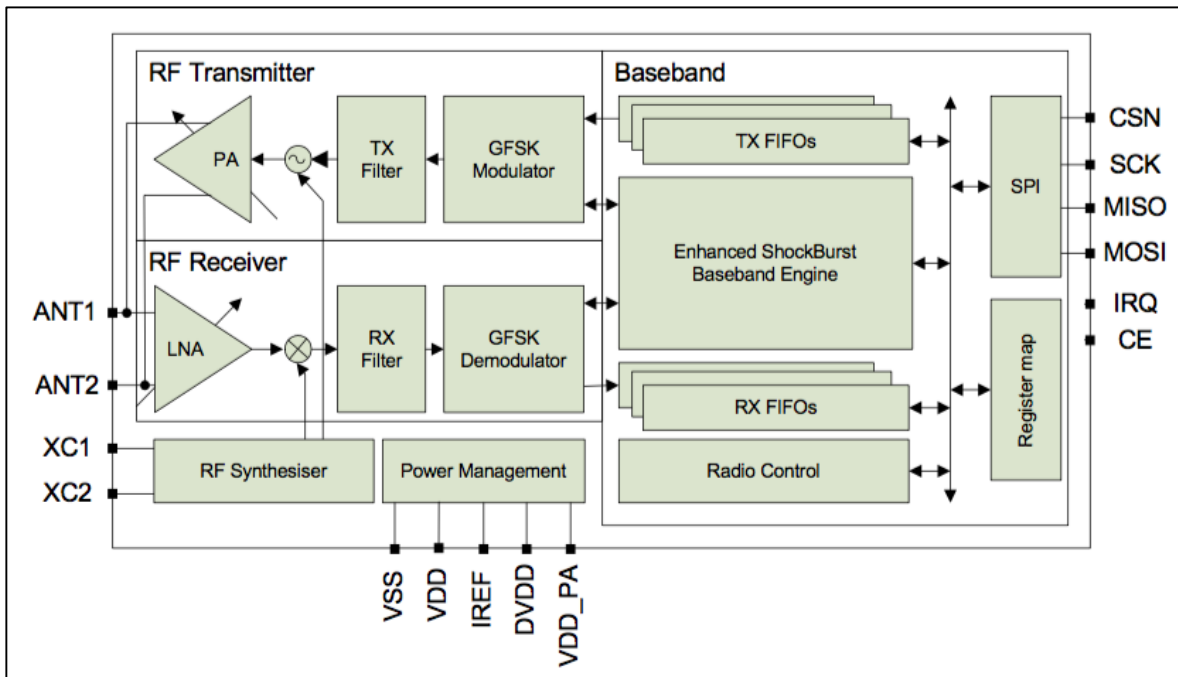 RF Transmitter
Baseband
PA
TX
Filter
GFSK
Modulator
TX FIFOs
SPI
CSN
SCK
MISO
MOSI
Enhanced ShockBurst
Baseband Engine
RF Receiver
ANT1
ANT2
LNA
RX
Filter
GFSK
Demodulator
RX FIFOs
Register map
IRQ
CE
XC1
XC2
RF Synthesiser
Power Management
Radio Control
VSS
VDD
IREF
DVDD
VDD_PA